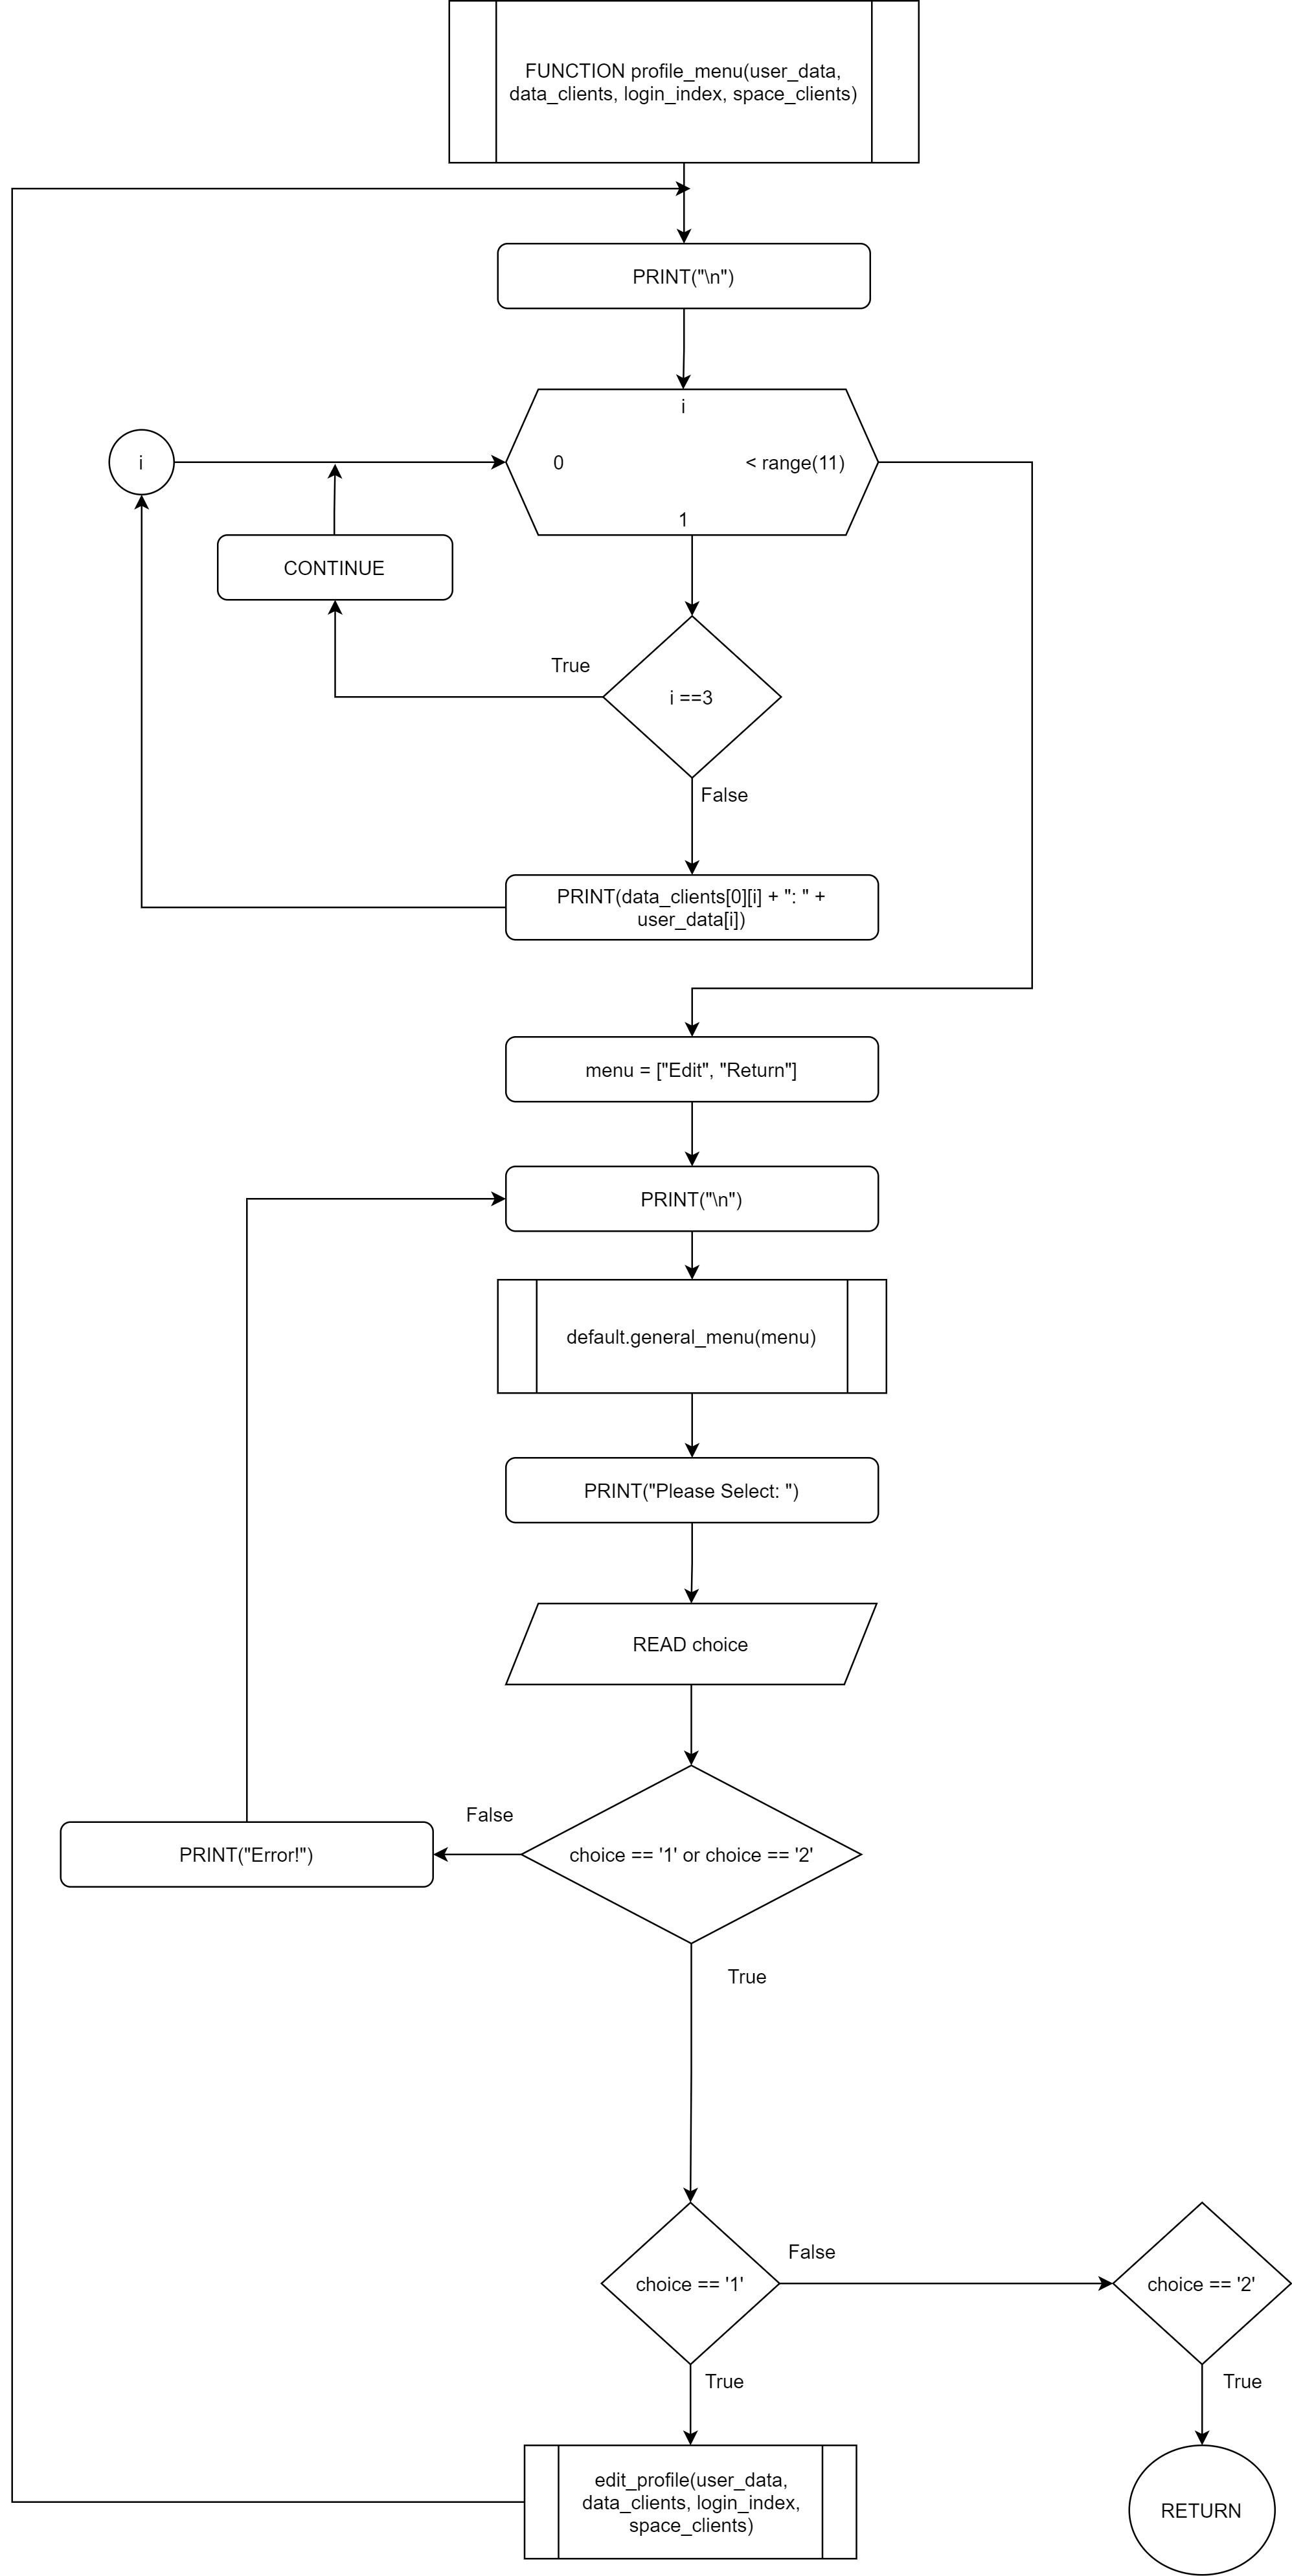 FUNCTION profile_menu(user_data,
data_clients, login_index, space_clients)
PRINT("\n")
i
i
0
< range(11)
1
CONTINUE
True
i ==3
False
PRINT(data_clients[0][i] + ": " +
user_data[i])
menu = ["Edit", "Return"]
PRINT("\n")
default.general_menu(menu)
PRINT("Please Select: ")
READ choice
False
PRINT("Error!")
choice == '1' or choice == '2'
True
False
choice == '1'
choice == '2'
True
True
edit_profile(user_data,
data_clients, login_index,
space_clients)
RETURN